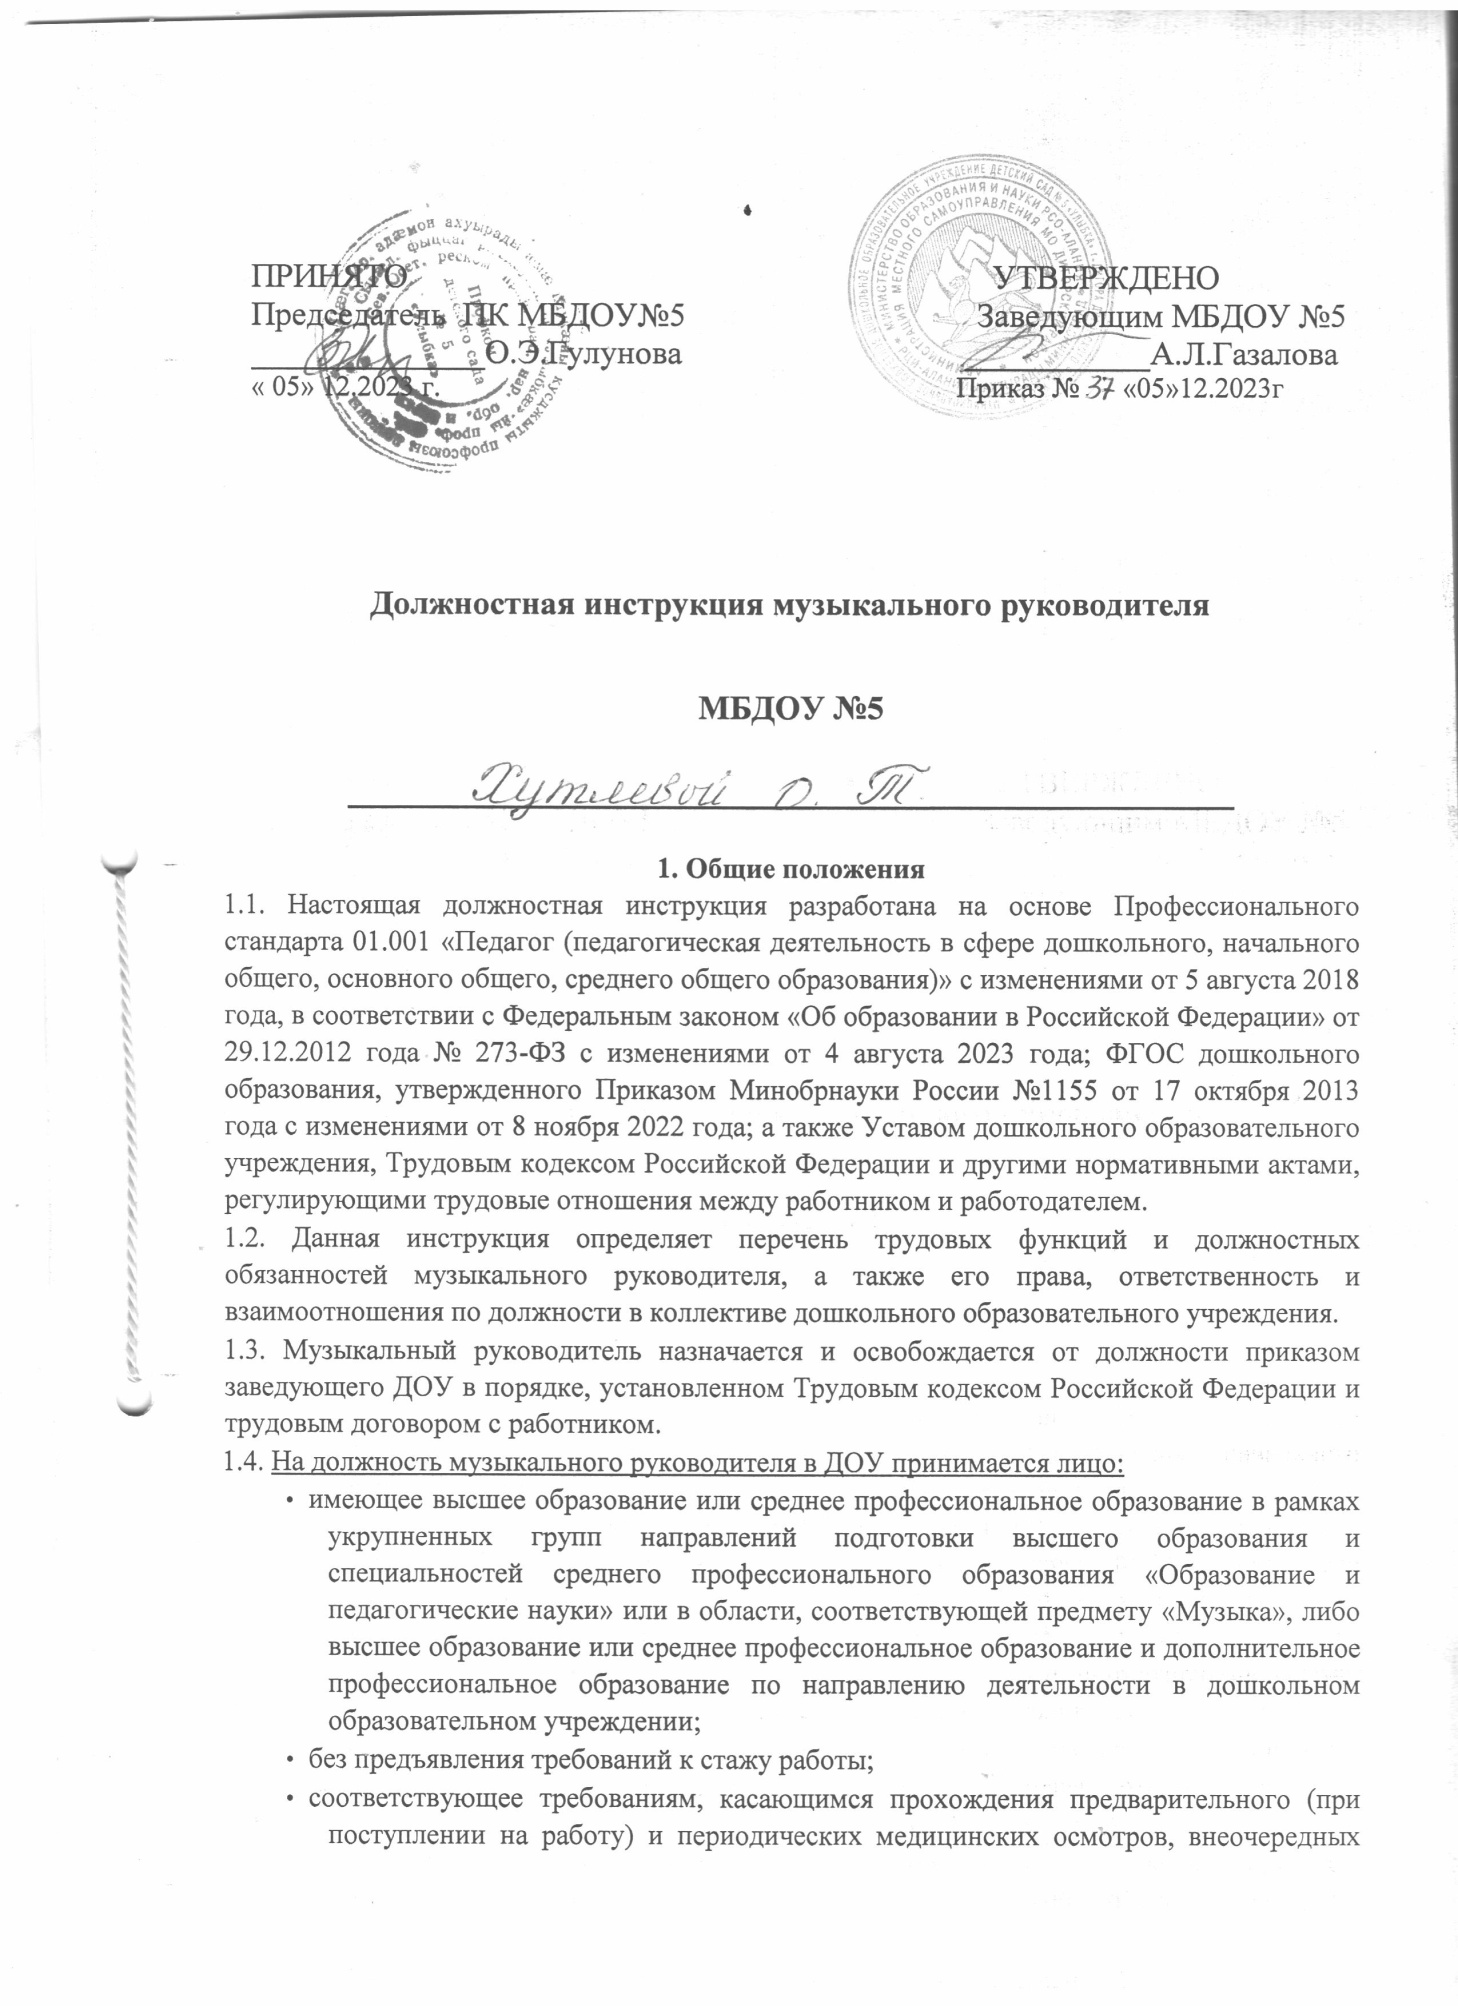 ПРИНЯТО
Председатель ПК МБДОУ№5
О.Э.Гулунова
« 05» 12.2023 г.
УТВЕРЖДЕНО
Заведующим МБДОУ №5
А.Л.Газалова
Приказ № 37 «05»12.2023г
Должностная инструкция музыкального руководителя
МБДОУ №5
Хутлевой О. Т.
1. Общие положения
1.1. Настоящая должностная инструкция разработана на основе Профессионального
стандарта 01.001 «Педагог (педагогическая деятельность в сфере дошкольного, начального
общего, основного общего, среднего общего образования)» с изменениями от 5 августа 2018
года, в соответствии с Федеральным законом «Об образовании в Российской Федерации» от
29.12.2012 года № 273-ФЗ с изменениями от 4 августа 2023 года; ФГОС дошкольного
образования, утвержденного Приказом Минобрнауки России №1155 от 17 октября 2013
года с изменениями от 8 ноября 2022 года; а также Уставом дошкольного образовательного
учреждения, Трудовым кодексом Российской Федерации и другими нормативными актами,
регулирующими трудовые отношения между работником и работодателем.
1.2. Данная инструкция определяет перечень трудовых функций и должностных
обязанностей музыкального руководителя, а также его права, ответственность и
взаимоотношения по должности в коллективе дошкольного образовательного учреждения.
1.3. Музыкальный руководитель назначается и освобождается от должности приказом
заведующего ДОУ в порядке, установленном Трудовым кодексом Российской Федерации и
трудовым договором с работником.
1.4. На должность музыкального руководителя в ДОУ принимается лицо:
• имеющее высшее образование или среднее профессиональное образование в рамках
укрупненных групп направлений подготовки высшего образования и
специальностей среднего профессионального образования «Образование и
педагогические науки» или в области, соответствующей предмету «Музыка», либо
высшее образование или среднее профессиональное образование и дополнительное
профессиональное образование по направлению деятельности в дошкольном
образовательном учреждении;
• без предъявления требований к стажу работы;
• соответствующее требованиям, касающимся прохождения предварительного (при
поступлении на работу) и периодических медицинских осмотров, внеочередных